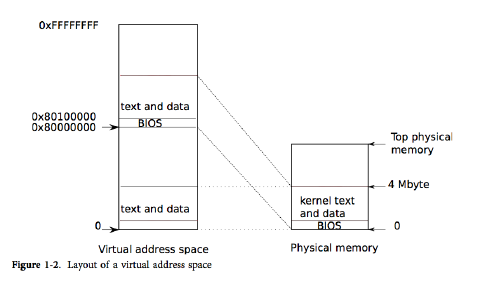 0xFFFFFFFF
text and data
0x80100000
BIOS
0x80000000
Top physical
memory
4 Mbyte
kernel text
and data
text and data
BIOS
0
0
Virtual address space
Physical memory
Figure 1-2. Layout of a virtual address space